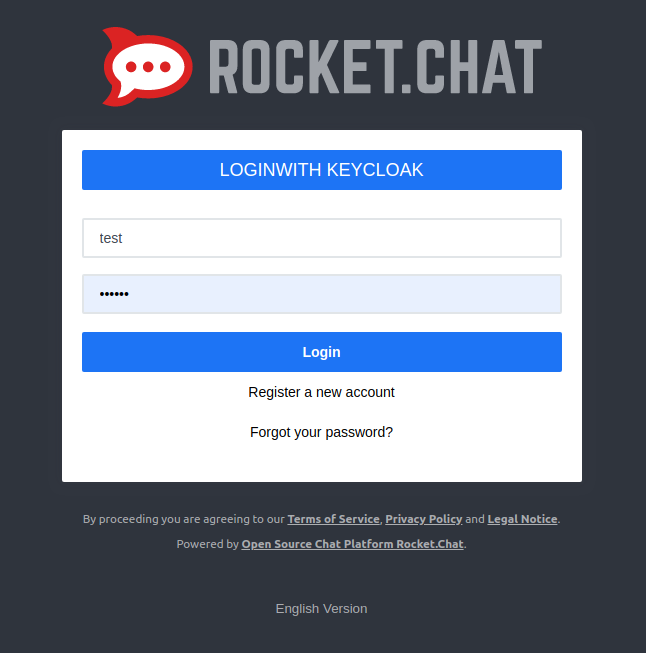 ROCKET.CHAT
LOGINWITH KEYCLOAK
test
••••••
Login
Register a new account
Forgot your password?
By proceeding you are agreeing to our Terms of Service, Privacy Policy and Legal Notice.
Powered by Open Source Chat Platform Rocket.Chat.
English Version